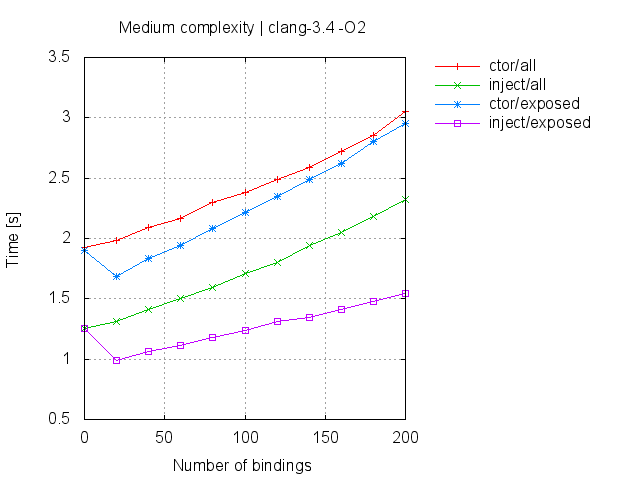 Medium complexity | clang-3.4 -O2
3.5
3
2.5
2
1.5
1
0.5
0
50
100
150
200
Time [s]
Number of bindings
ctor/all
inject/all
ctor/exposed
inject/exposed